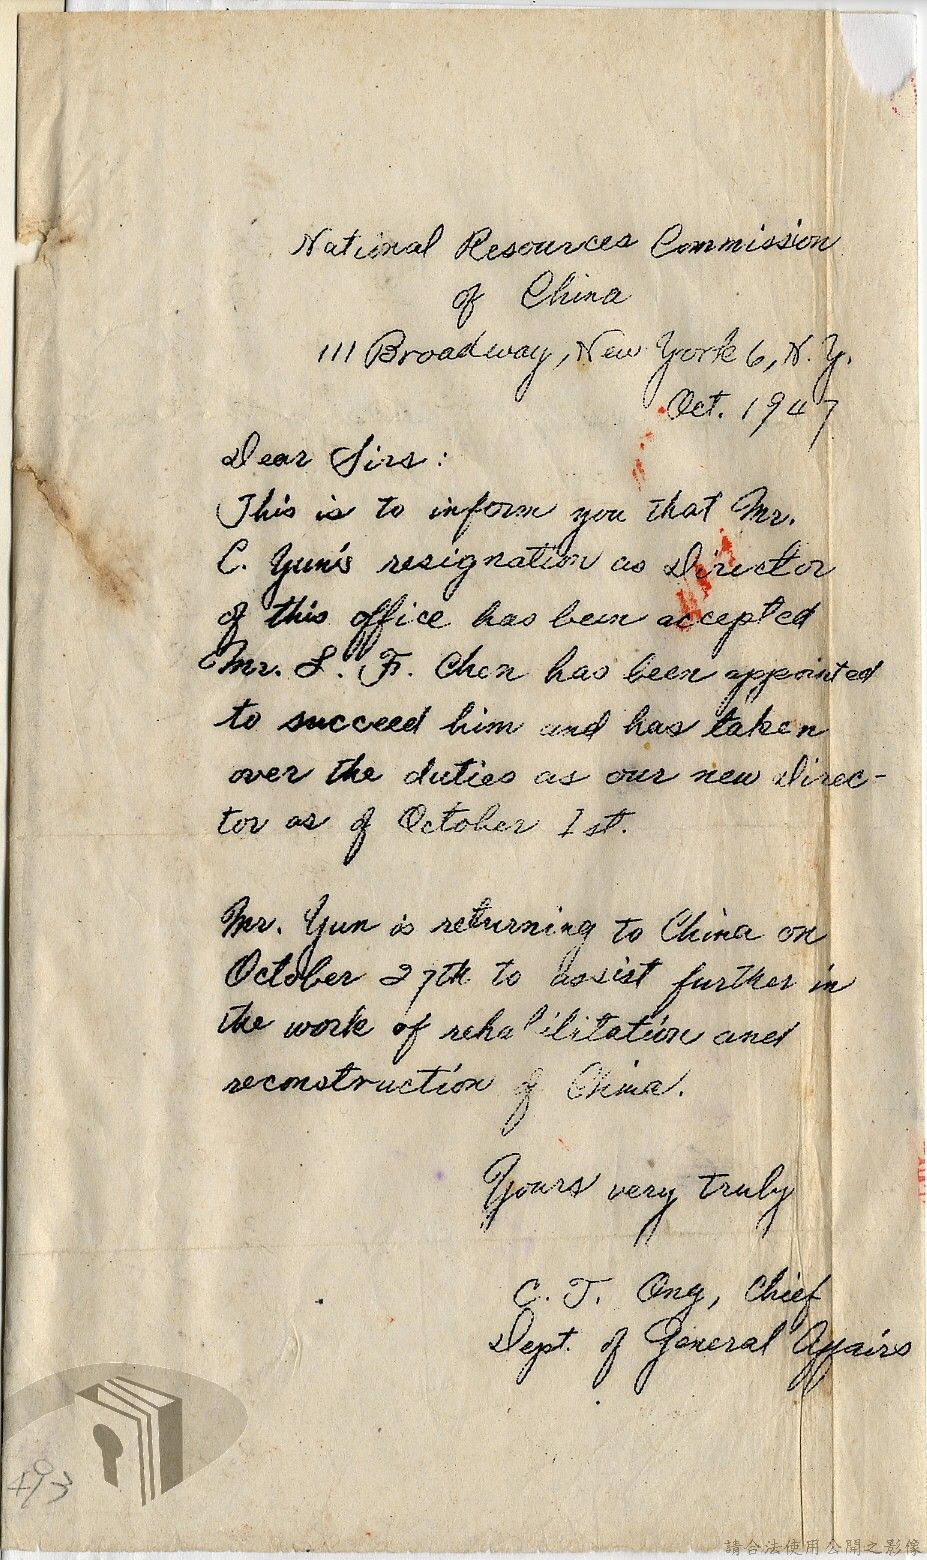 National Resources Commission
of China
111 Broadway, New York 6, N.Y.
Oct. 1947
Dear Sirs:
This is to inform you that Mr.
C. Yun's resignation as Director
of this office has been accepted
Mr. S. F. Chen has been appointed
to succeed him and has taken
over the duties as our new Direc-
tor as of October 1st.
Mr. Yun is returning to China on
October 27th to assist further in
the work of rehabilitation and
reconstruction of China.
Yours very truly
C. T. Ong, Chief
Dept. of General Affairs
493
請合法使用公開之影像